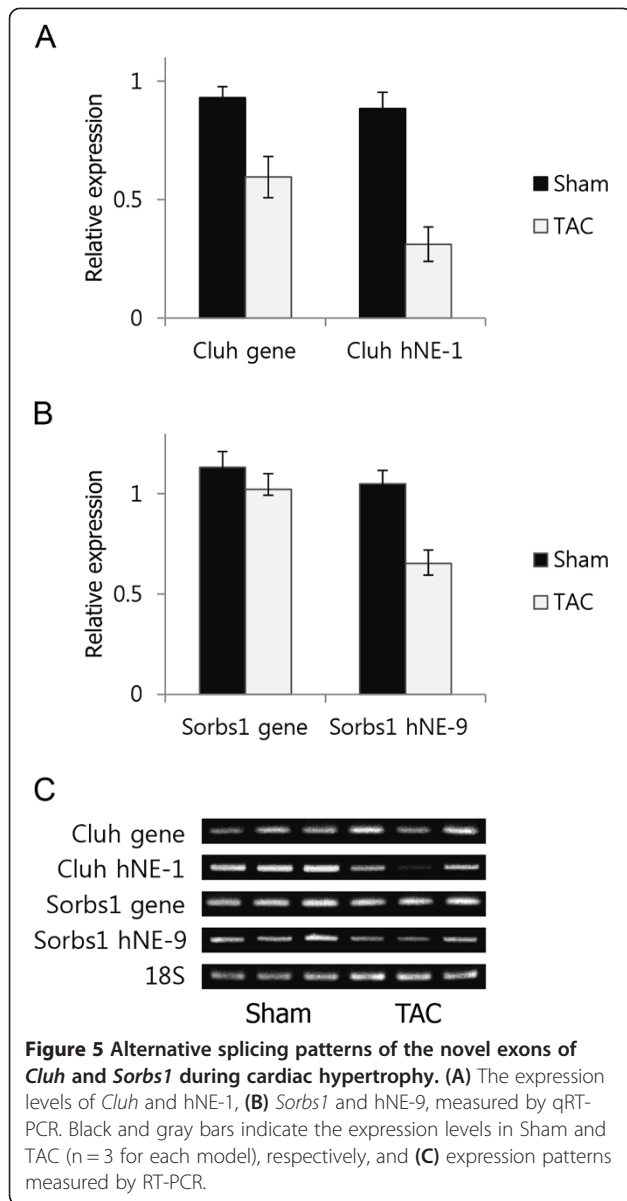 A
Relative expression
1
0.5
0
Cluh gene
Cluh hNE-1
Sham
TAC
B
Relative expression
1
0.5
0
Sorbs1 gene
Sorbs1 hNE-9
Sham
TAC
C
Cluh gene
Cluh hNE-1
Sorbs1 gene
Sorbs1 hNE-9
18S
Sham TAC
Figure 5 Alternative splicing patterns of the novel exons of
Cluh and Sorbs1 during cardiac hypertrophy. (A) The expression
levels of Cluh and hNE-1, (B) Sorbs1 and hNE-9, measured by qRT-
PCR. Black and gray bars indicate the expression levels in Sham and
TAC (n = 3 for each model), respectively, and (C) expression patterns
measured by RT-PCR.